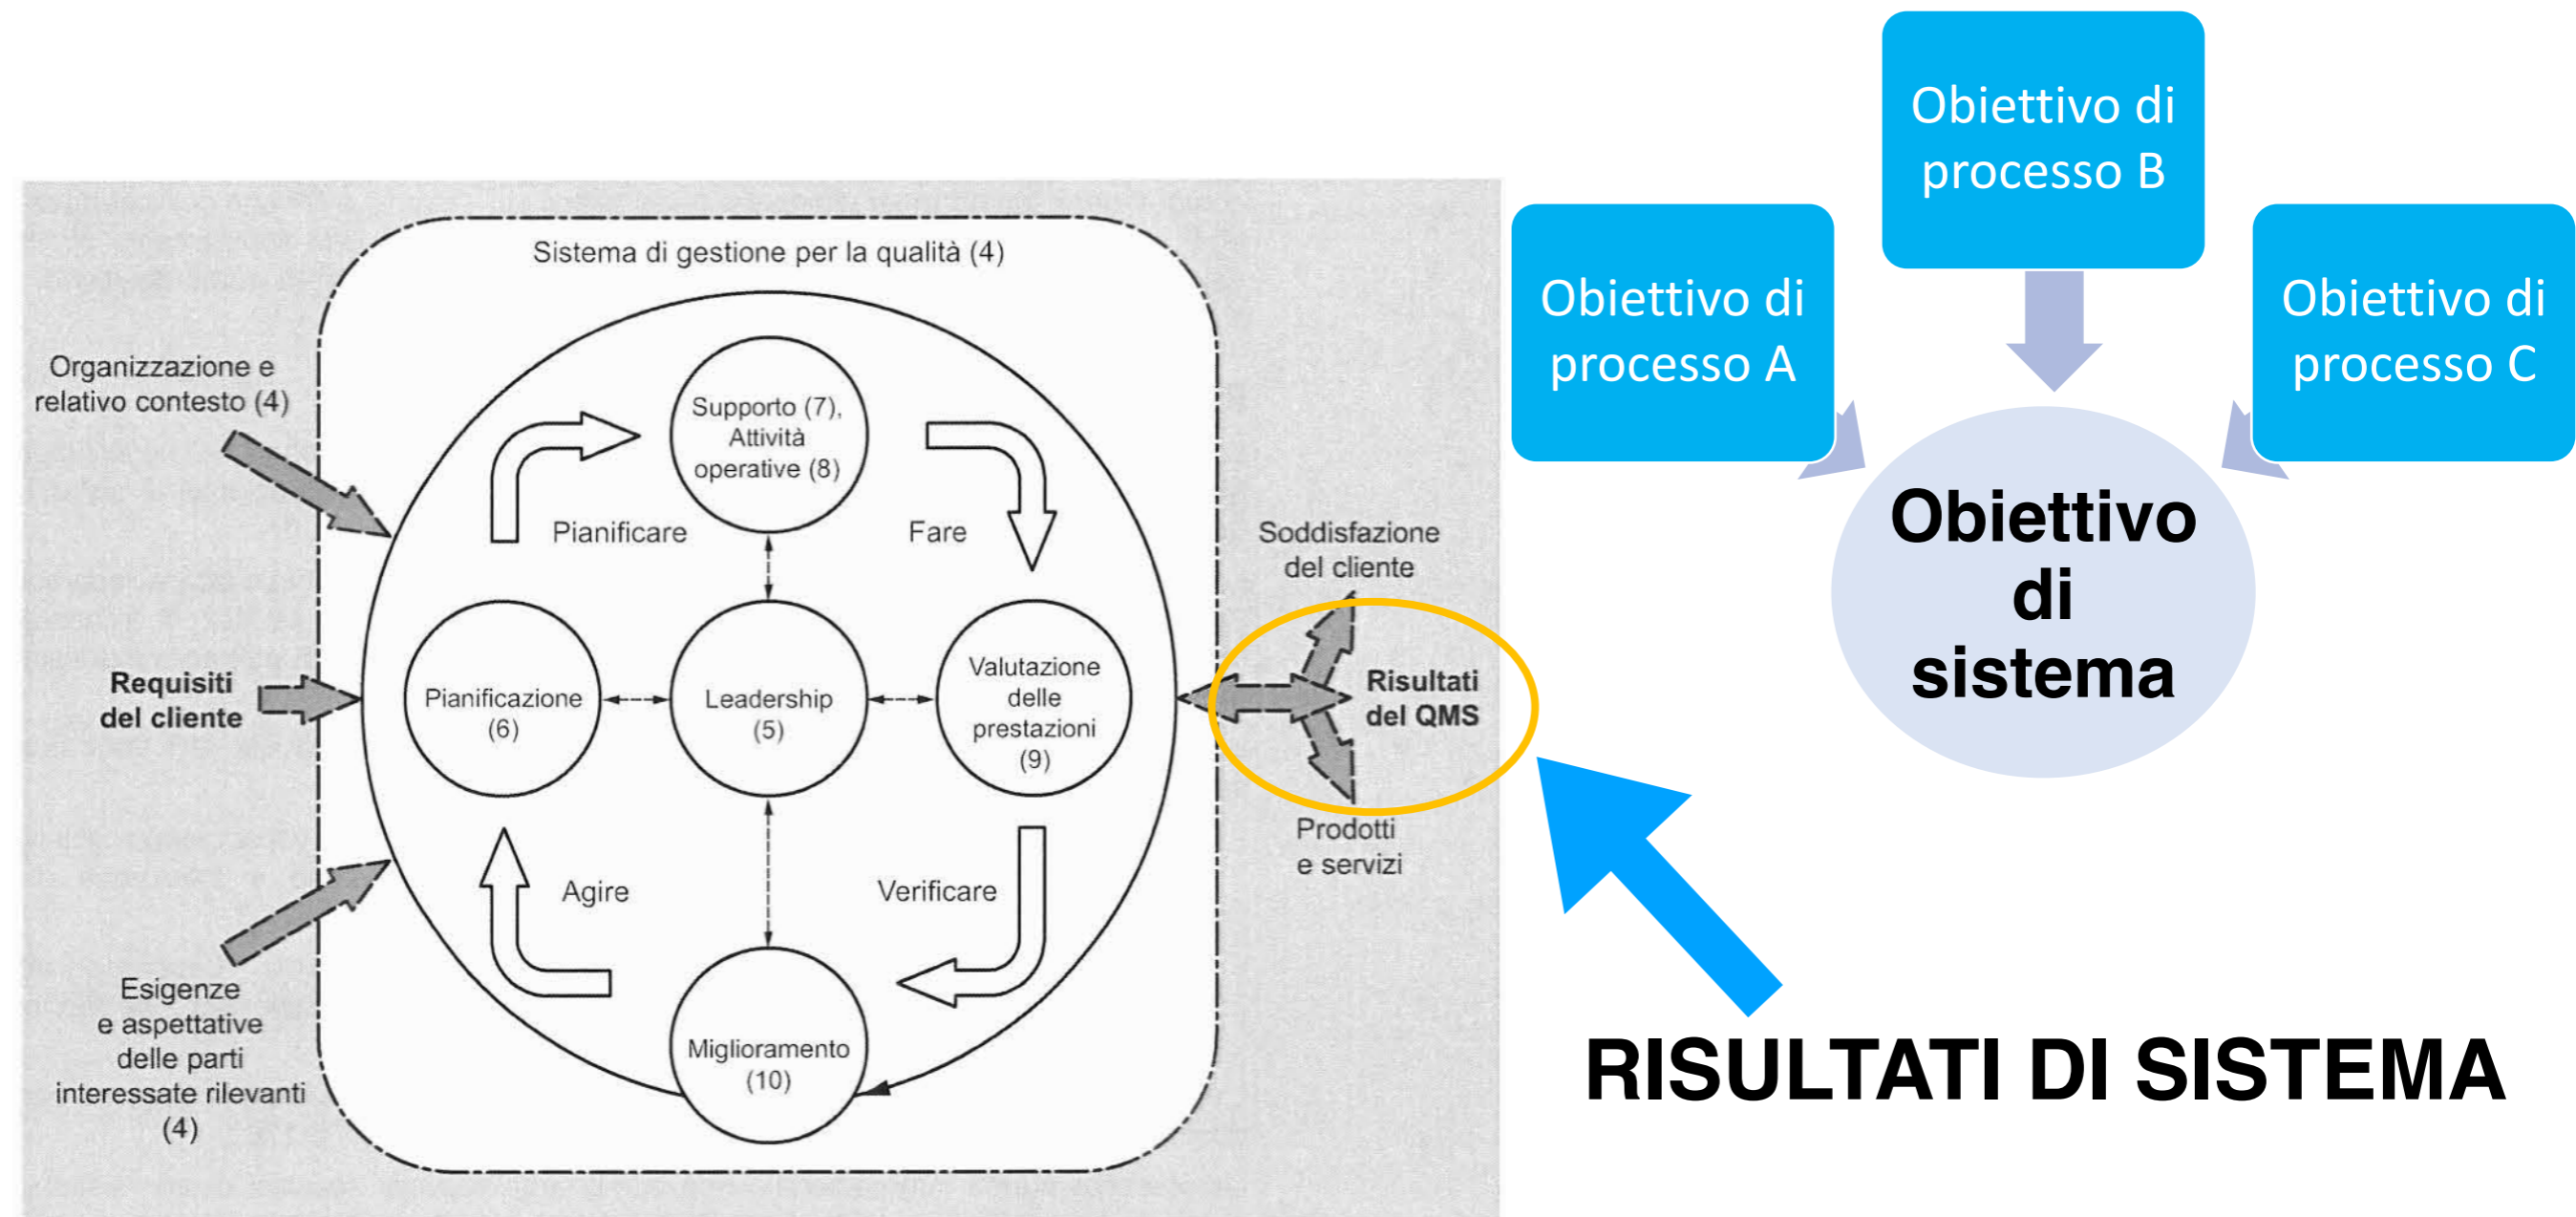 Sistema di gestione per la qualità (4)
Organizzazione e
relativo contesto (4)
Supporto (7),
Attività
operative (8)
Pianificare
Fare
Requisiti
del cliente
Pianificazione
(6)
Leadership
(5)
Valutazione
delle
prestazioni
(9)
Agire
Verificare
Esigenze
e aspettative
delle parti
interessate rilevanti
(4)
Miglioramento
(10)
Soddisfazione
del cliente
Risultati
del QMS
Prodotti
e servizi
Obiettivo di
processo A
Obiettivo di
processo B
Obiettivo di
processo C
Obiettivo
di
sistema
RISULTATI DI SISTEMA